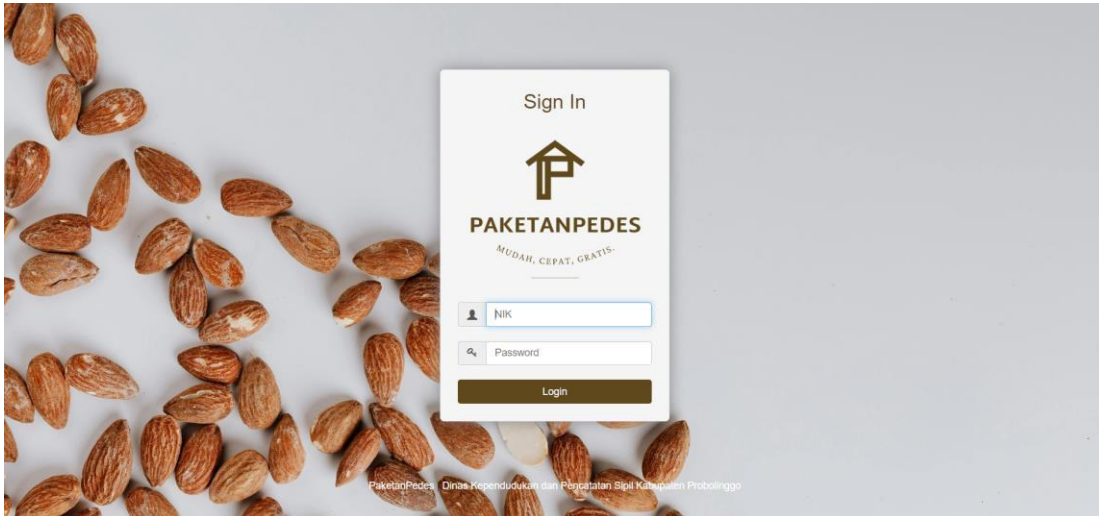 Sign In
PAKETANPEDES
MUDAH, CEPAT, GRATIS.
NIK
Password
Login
PaketanPedes Dinas Kependudukan dan Pencatatan Sipil Kabupaten Probolinggo